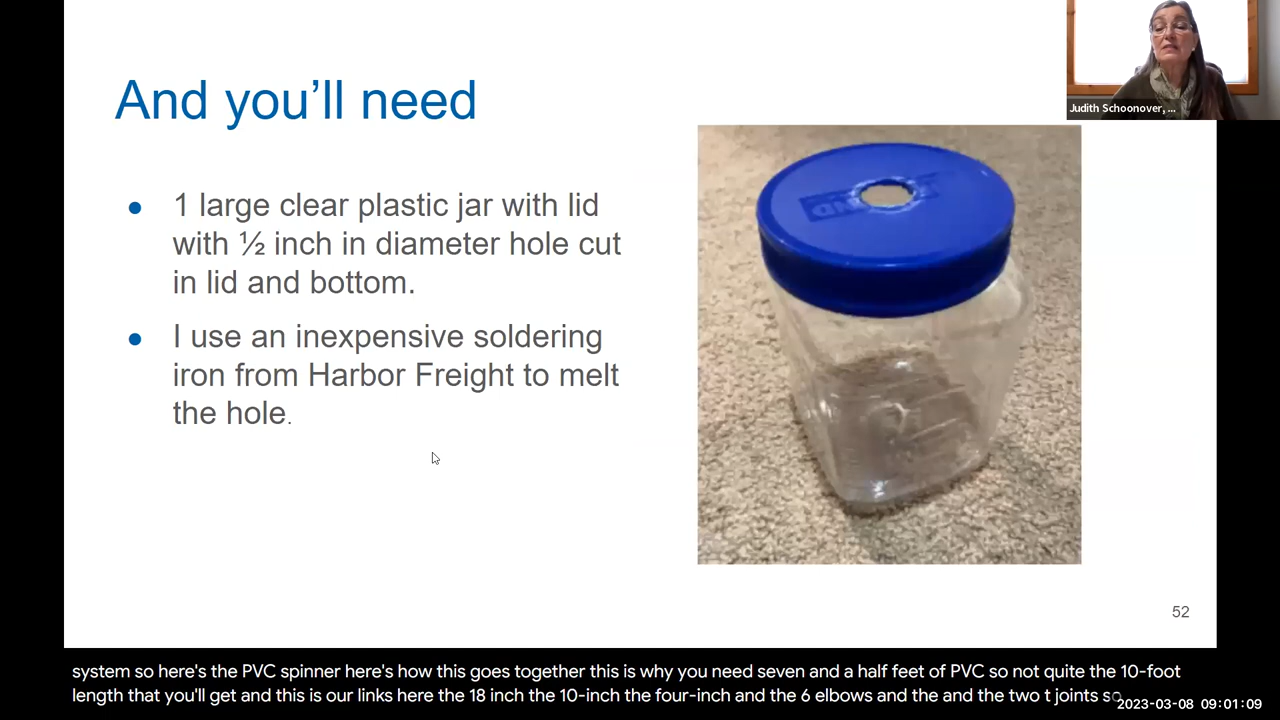 And you’ll need
Judith Schoonover, ...
● 1 large clear plastic jar with lid
with ½ inch in diameter hole cut
in lid and bottom.
● I use an inexpensive soldering
iron from Harbor Freight to melt
the hole.
52
system so here's the PVC spinner here's how this goes together this is why you need seven and a half feet of PVC so not quite the 10-foot
length that you'll get and this is our links here the 18 inch the 10-inch the four-inch and the 6 elbows and the and the two t joints so
2023-03-08 09:01:09